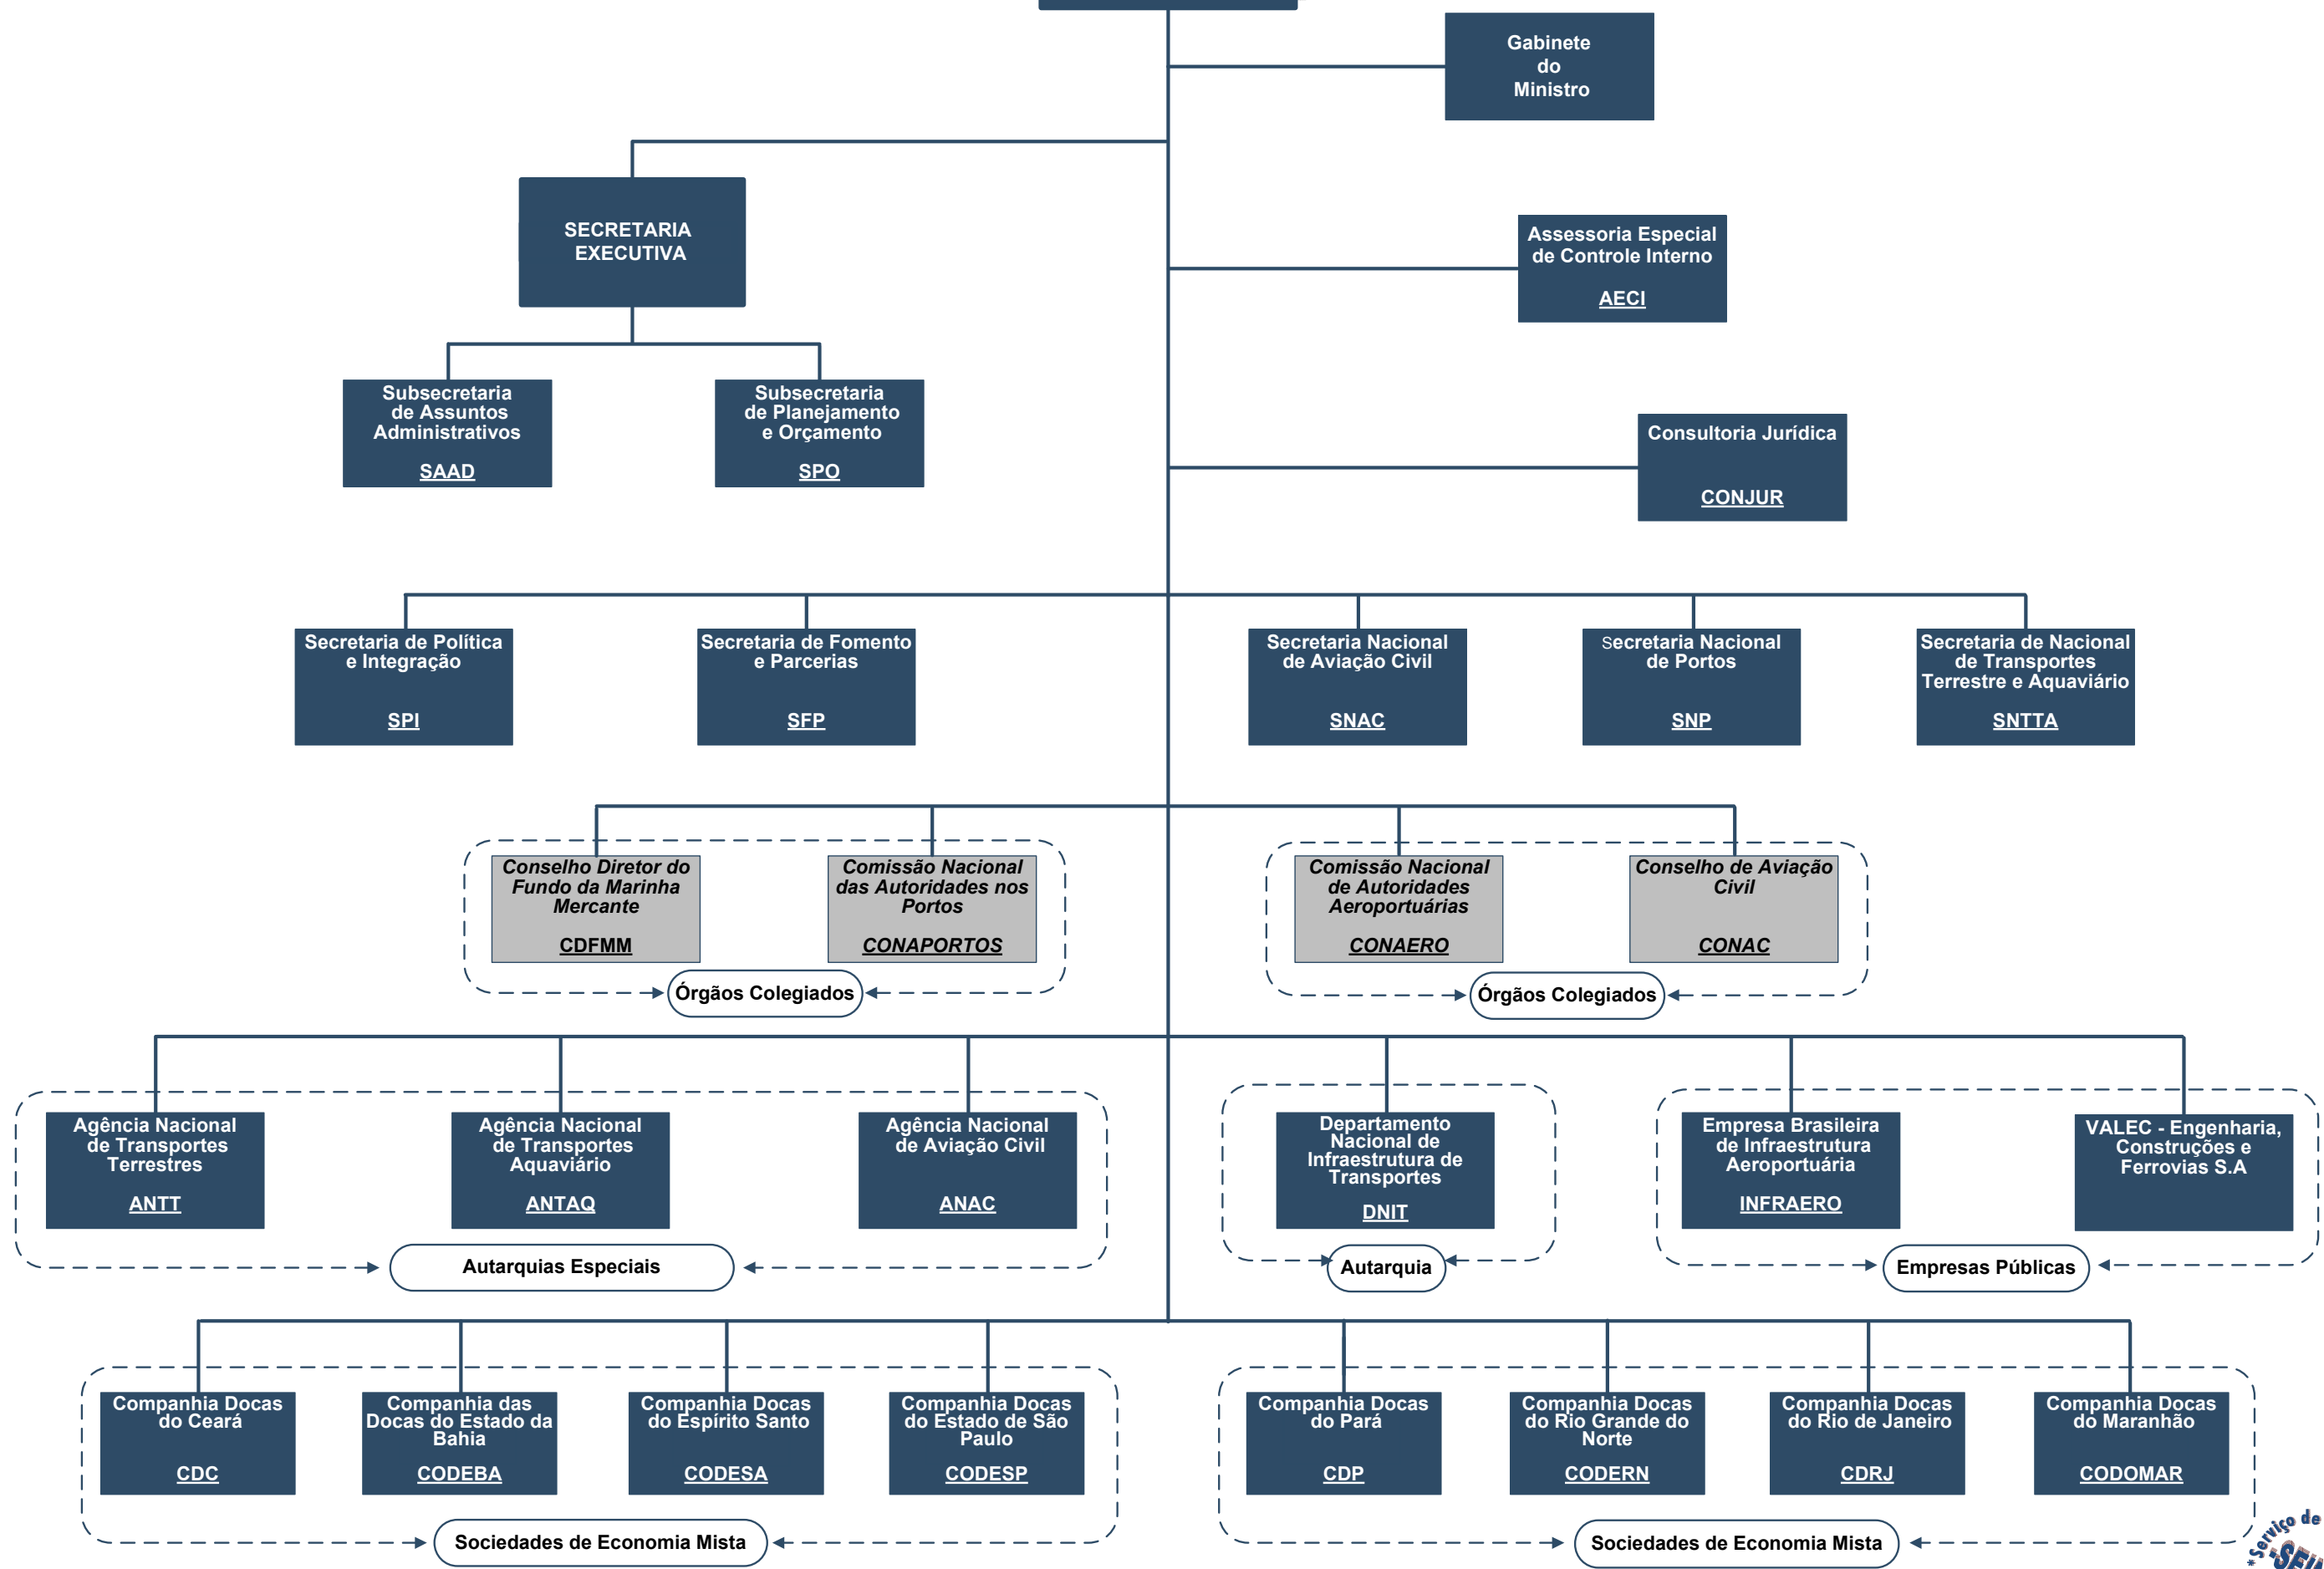 Gabinete
do
Ministro
SECRETARIA
EXECUTIVA
Assessoria Especial
de Controle Interno
AECI
Subsecretaria
de Assuntos
Administrativos
SAAD
Subsecretaria
de Planejamento
e Orçamento
SPO
Consultoria Jurídica
CONJUR
Secretaria de Política
e Integração
SPI
Secretaria de Fomento
e Parcerias
SFP
Secretaria Nacional
de Aviação Civil
SNAC
Secretaria Nacional
de Portos
SNP
Secretaria de Nacional
de Transportes
Terrestre e Aquaviário
SNTTA
Conselho Diretor do
Fundo da Marinha
Mercante
CDFMM
Comissão Nacional
das Autoridades nos
Portos
CONAPORTOS
Órgãos Colegiados
Comissão Nacional
de Autoridades
Aeroportuárias
CONAERO
Conselho de Aviação
Civil
CONAC
Órgãos Colegiados
Agência Nacional
de Transportes
Terrestres
ANTT
Agência Nacional
de Transportes
Aquaviário
ANTAQ
Agência Nacional
de Aviação Civil
ANAC
Autarquias Especiais
Departamento
Nacional de
Infraestrutura de
Transportes
DNIT
Autarquia
Empresa Brasileira
de Infraestrutura
Aeroportuária
INFRAERO
VALEC - Engenharia,
Construções e
Ferrovias S.A
Empresas Públicas
Companhia Docas
do Ceará
CDC
Companhia das
Docas do Estado da
Bahia
CODEBA
Companhia Docas
do Espírito Santo
CODESA
Companhia Docas
do Estado de São
Paulo
CODESP
Sociedades de Economia Mista
Companhia Docas
do Pará
CDP
Companhia Docas
do Rio Grande do
Norte
CODERN
Companhia Docas
do Rio de Janeiro
CDRJ
Companhia Docas
do Maranhão
CODOMAR
Sociedades de Economia Mista
* Serviço de